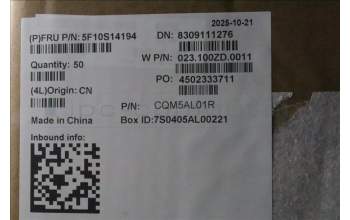 2025-10-21
(P)FRU P/N: 5F10S14194
DN: 8309111276
Quantity: 50
W P/N: 023.100ZD.0011
PO: 4502333711
(4L)Origin: CN
P/N: CQM5AL01R
Made in China
Box ID:7S0405AL00221
Inbound info: